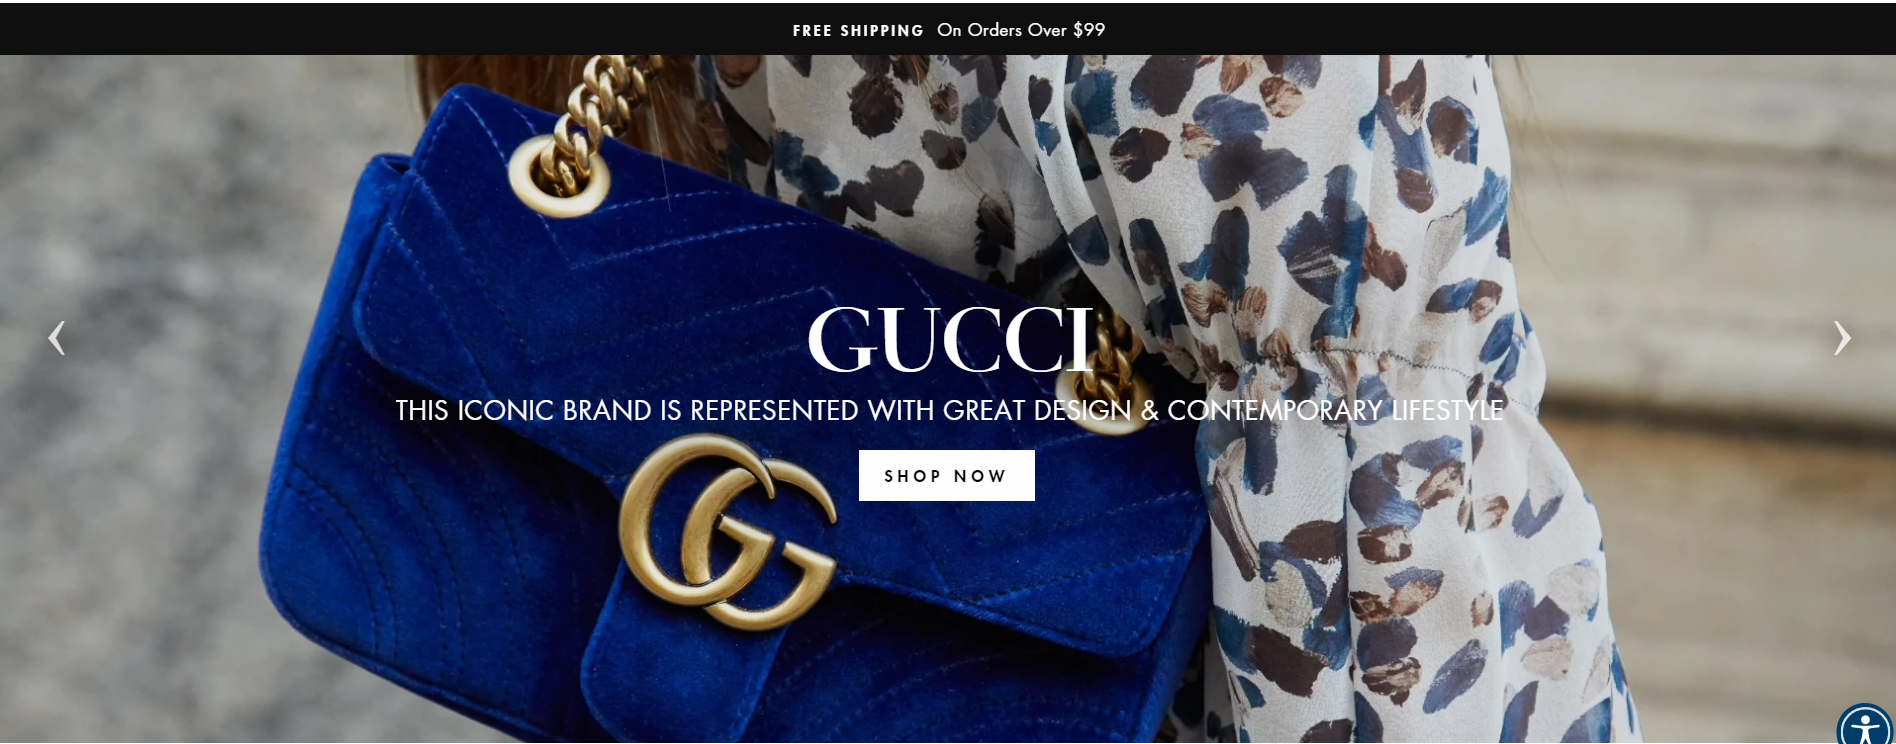 FREE SHIPPING On Orders Over $99
GUCCI
THIS ICONIC BRAND IS REPRESENTED WITH GREAT DESIGN & CONTEMPORARY LIFESTYLE
SHOP NOW